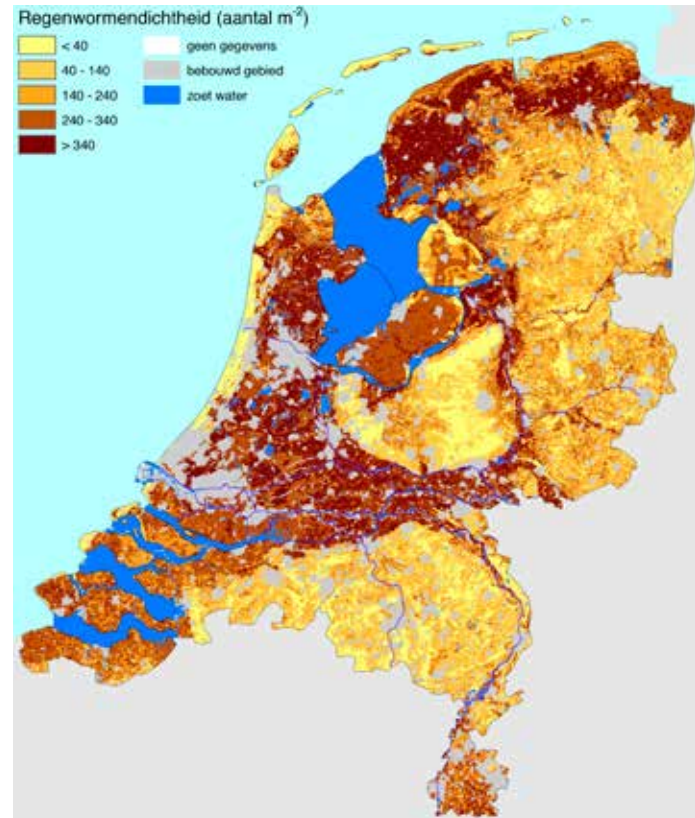 Regenwormendichtheid (aantal m⁻²)
< 40
40 - 140
140 - 240
240 - 340
> 340
geen gegevens
bebouwd gebied
zoet water